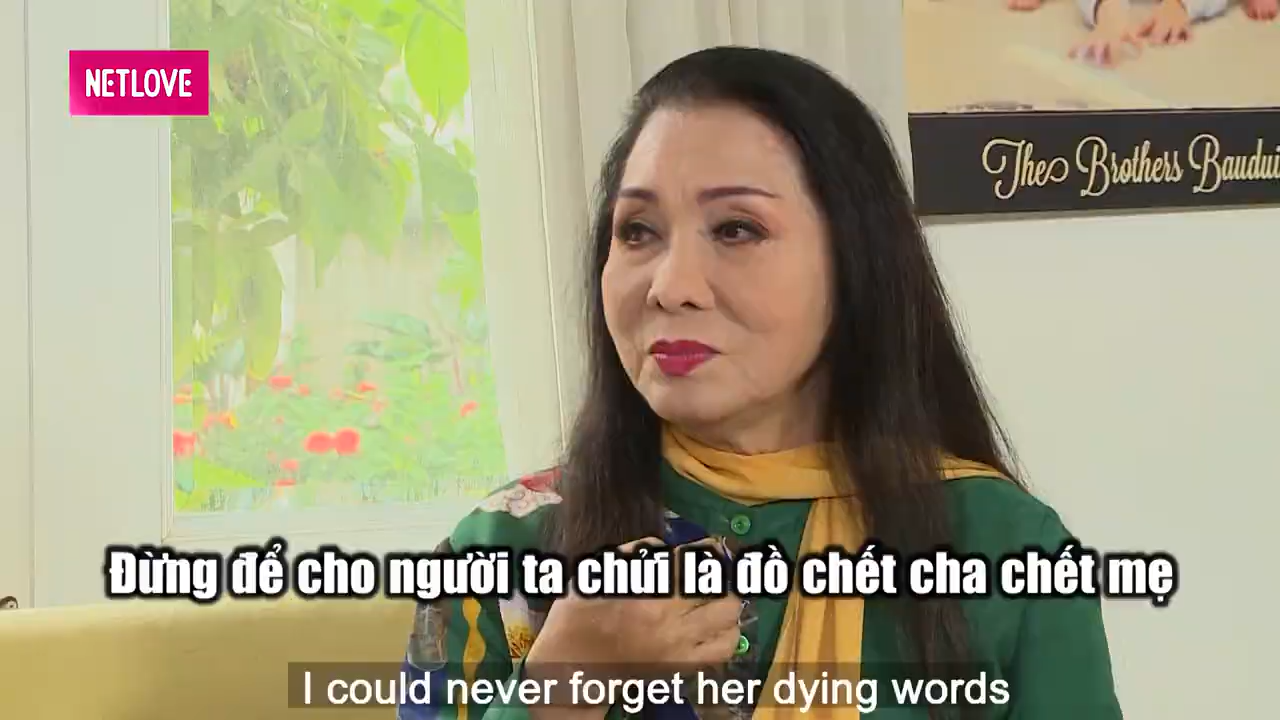 NETLOVE
The Brothers Baudui
Đừng để cho người ta chửi là đồ chết cha chết mẹ
I could never forget her dying words